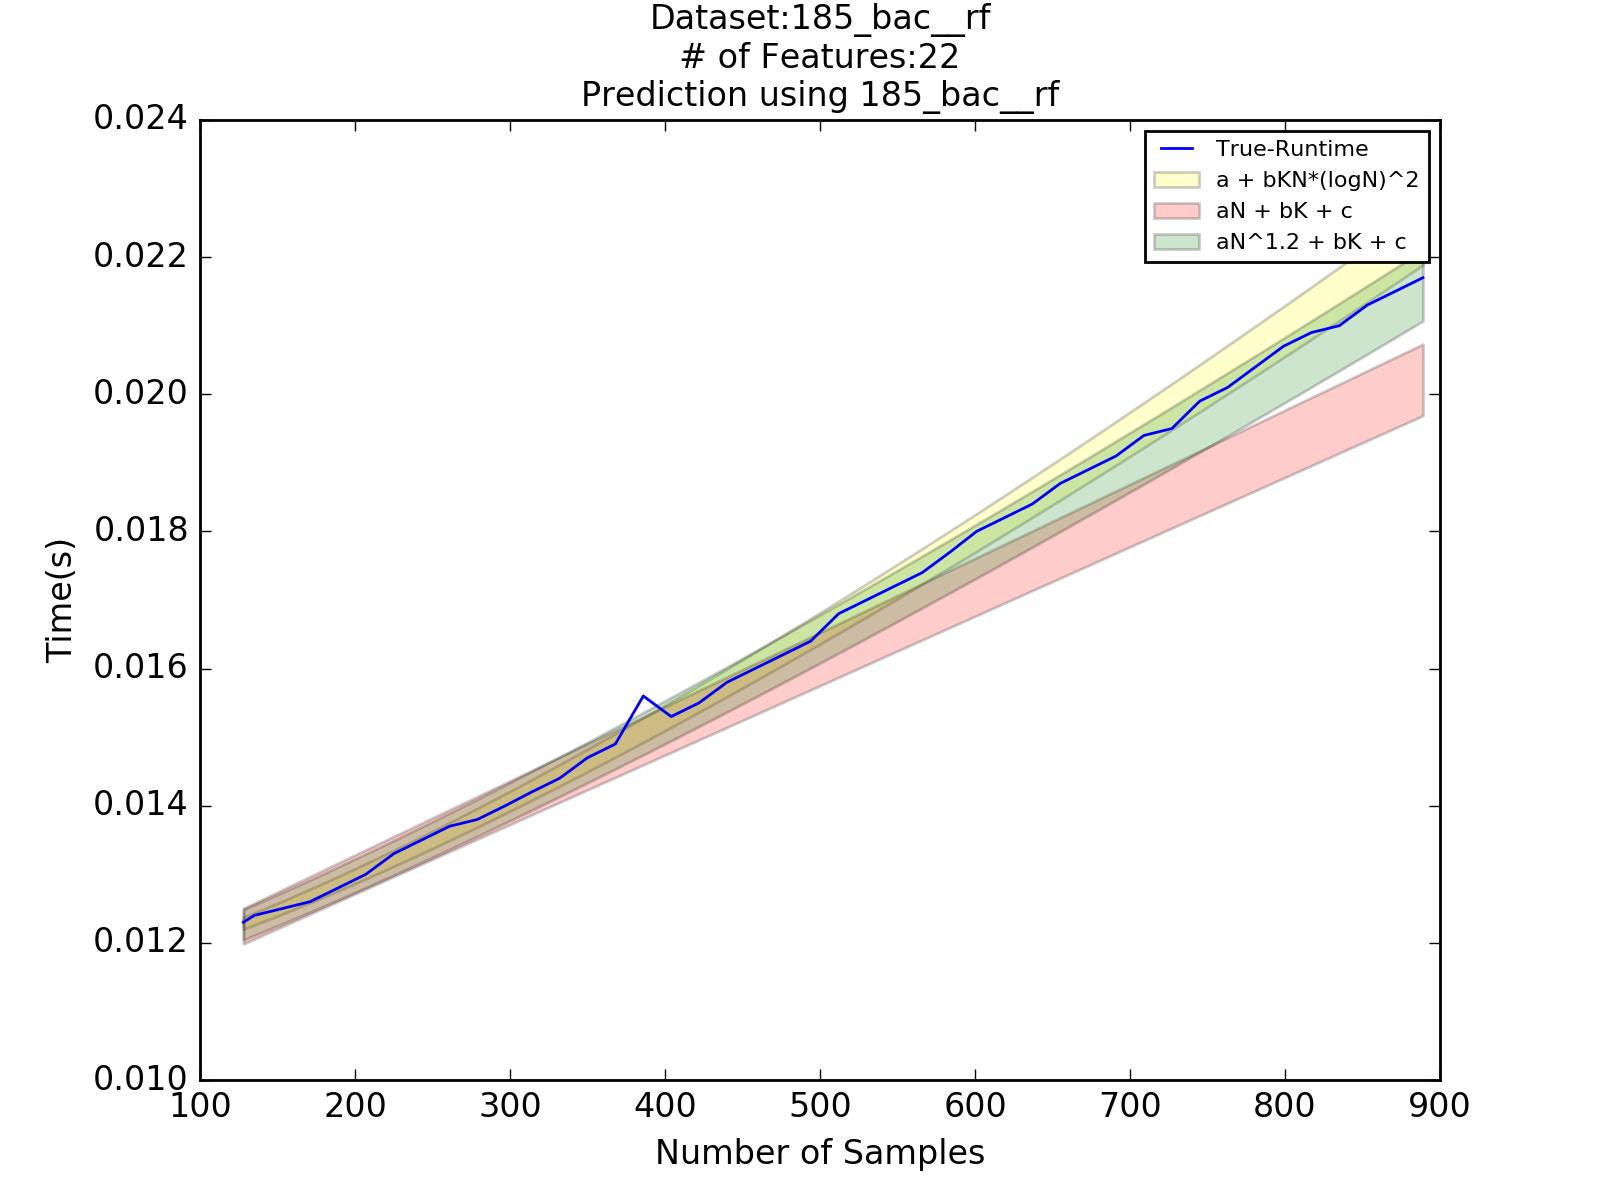 Dataset:185_bac__rf
# of Features:22
Prediction using 185_bac__rf
0.024
0.022
0.020
0.018
0.016
0.014
0.012
0.010
Time(s)
True-Runtime
a + bKN*(logN)^2
aN + bK + c
aN^1.2 + bK + c
100 200 300 400 500 600 700 800 900
Number of Samples